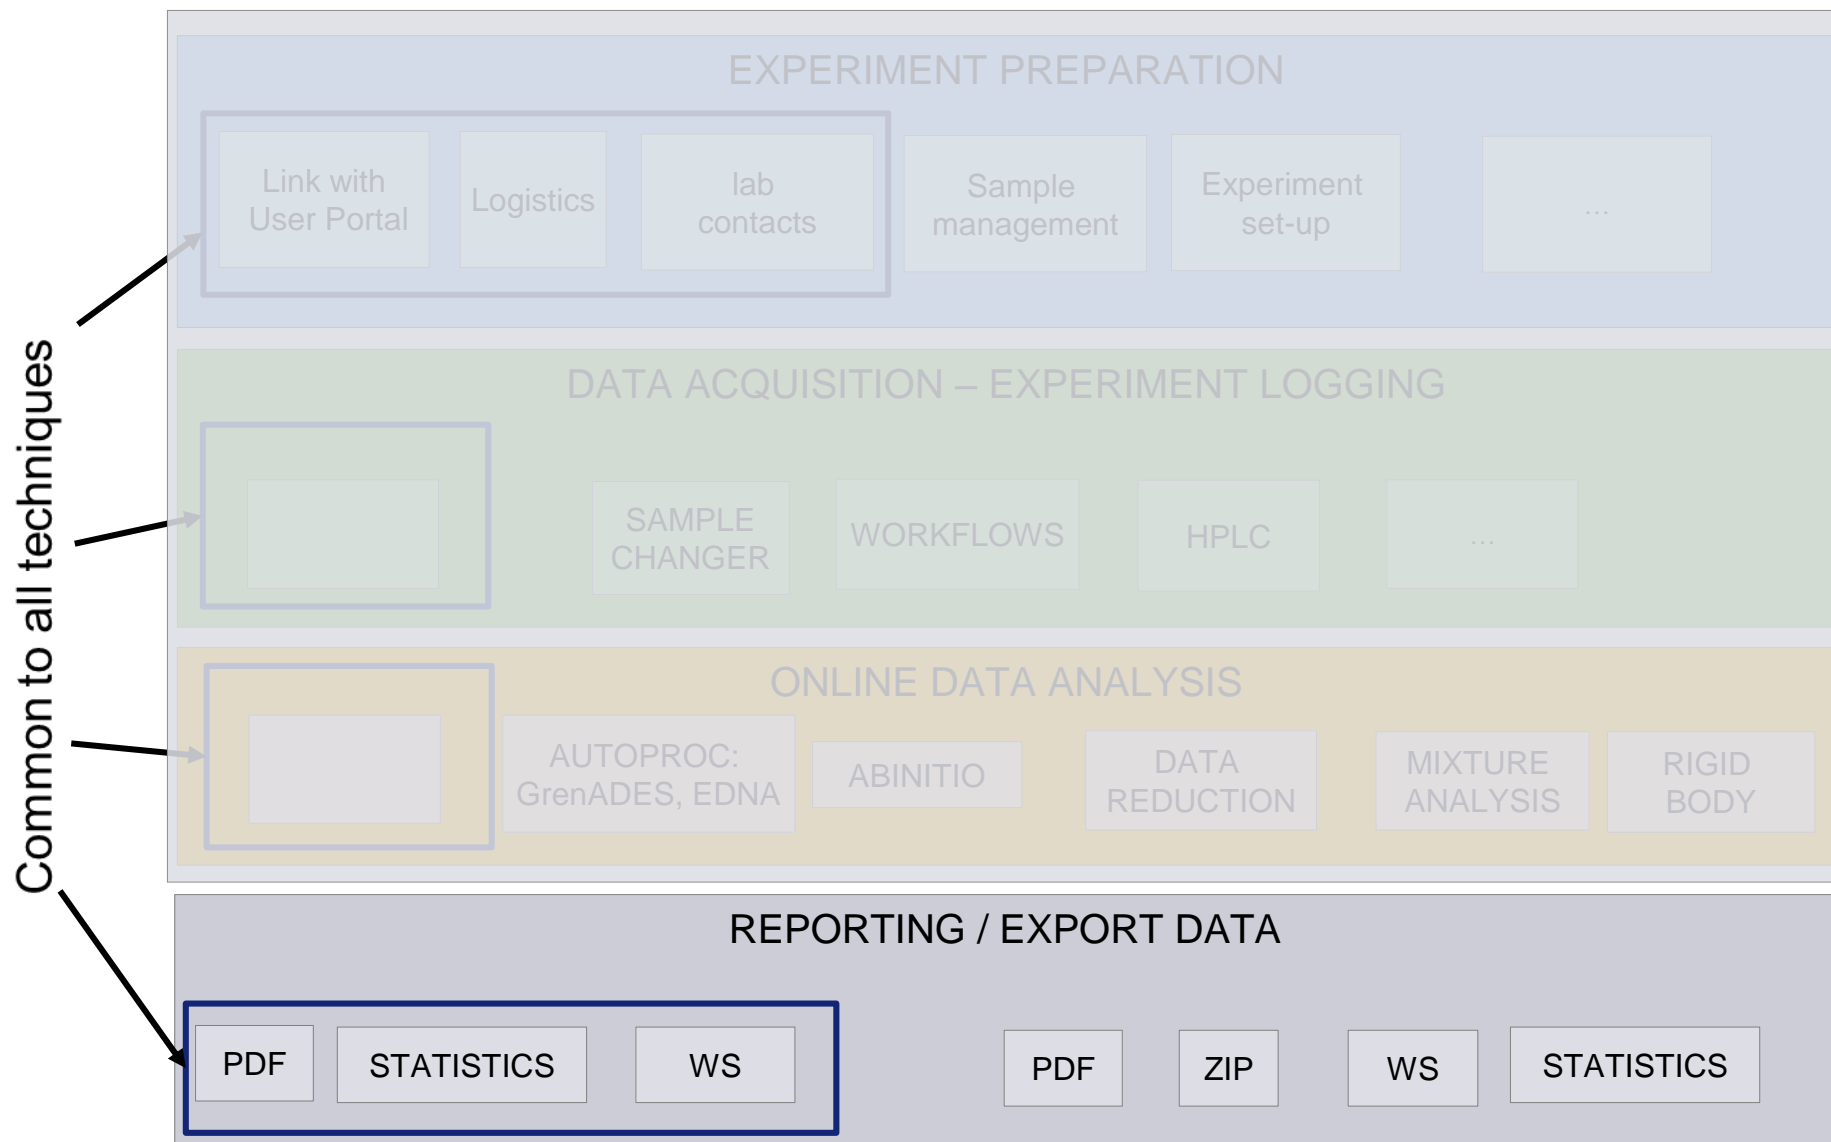 Common to all techniques
EXPERIMENT PREPARATION
Link with
User Portal
Logistics
lab
contacts
Sample
management
Experiment
set-up
...
DATA ACQUISITION – EXPERIMENT LOGGING
SAMPLE
CHANGER
WORKFLOWS
HPLC
...
ONLINE DATA ANALYSIS
AUTOPROC:
GrenADES, EDNA
ABINITIO
DATA
REDUCTION
MIXTURE
ANALYSIS
RIGID
BODY
REPORTING / EXPORT DATA
PDF
STATISTICS
WS
PDF
ZIP
WS
STATISTICS